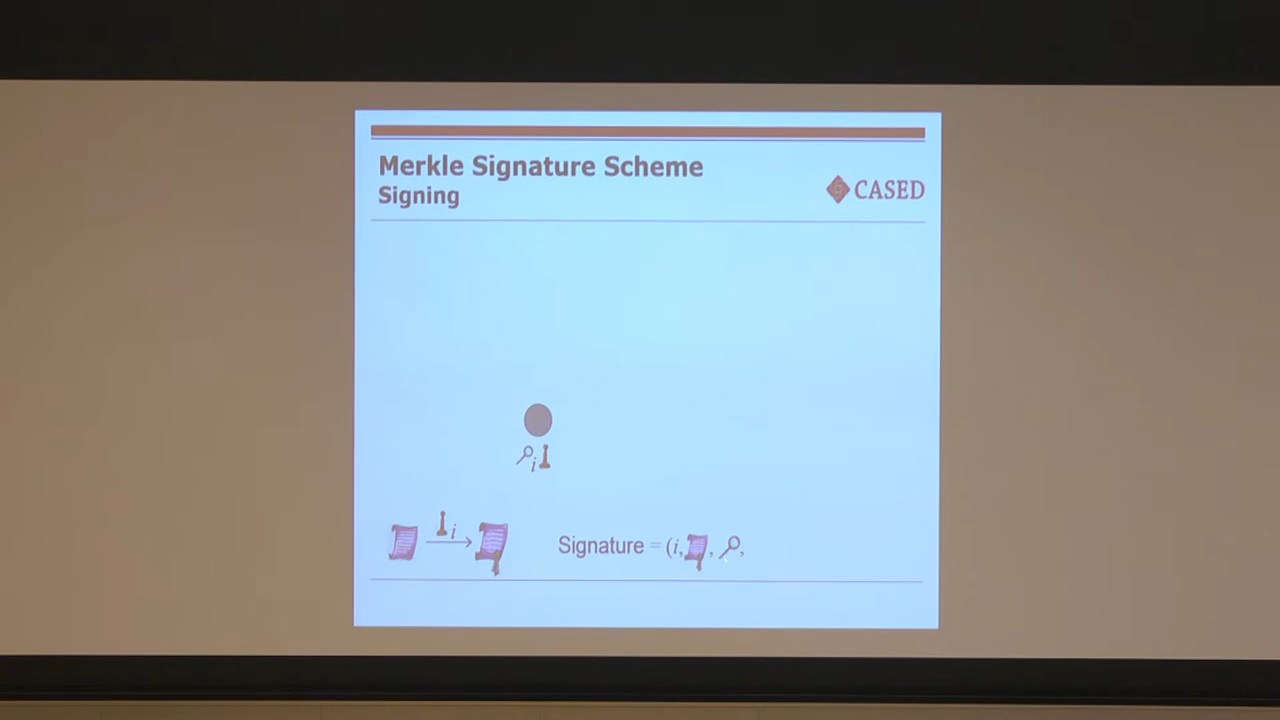 Merkle Signature Scheme
Signing
CASED
i
i
Signature = (i, , ,